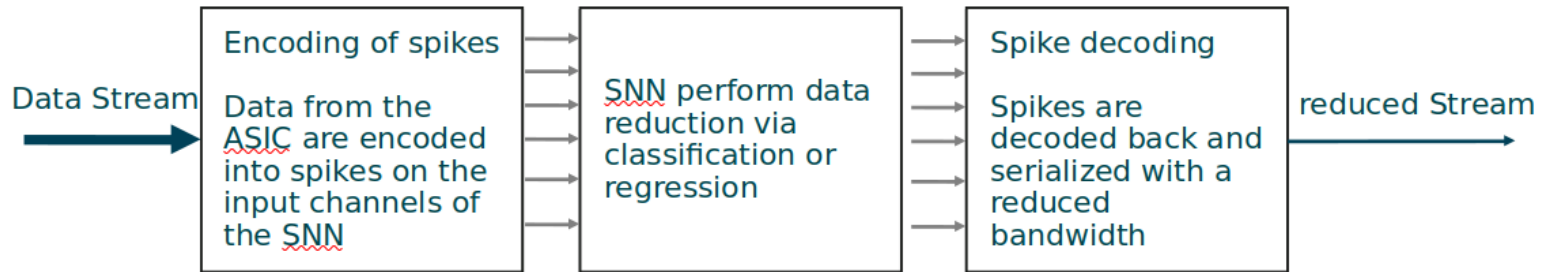 Data Stream
Encoding of spikes
Data from the
ASIC are encoded
into spikes on the
input channels of
the SNN
SNN perform data
reduction via
classification or
regression
Spike decoding
Spikes are
decoded back and
serialized with a
reduced
bandwidth
reduced Stream